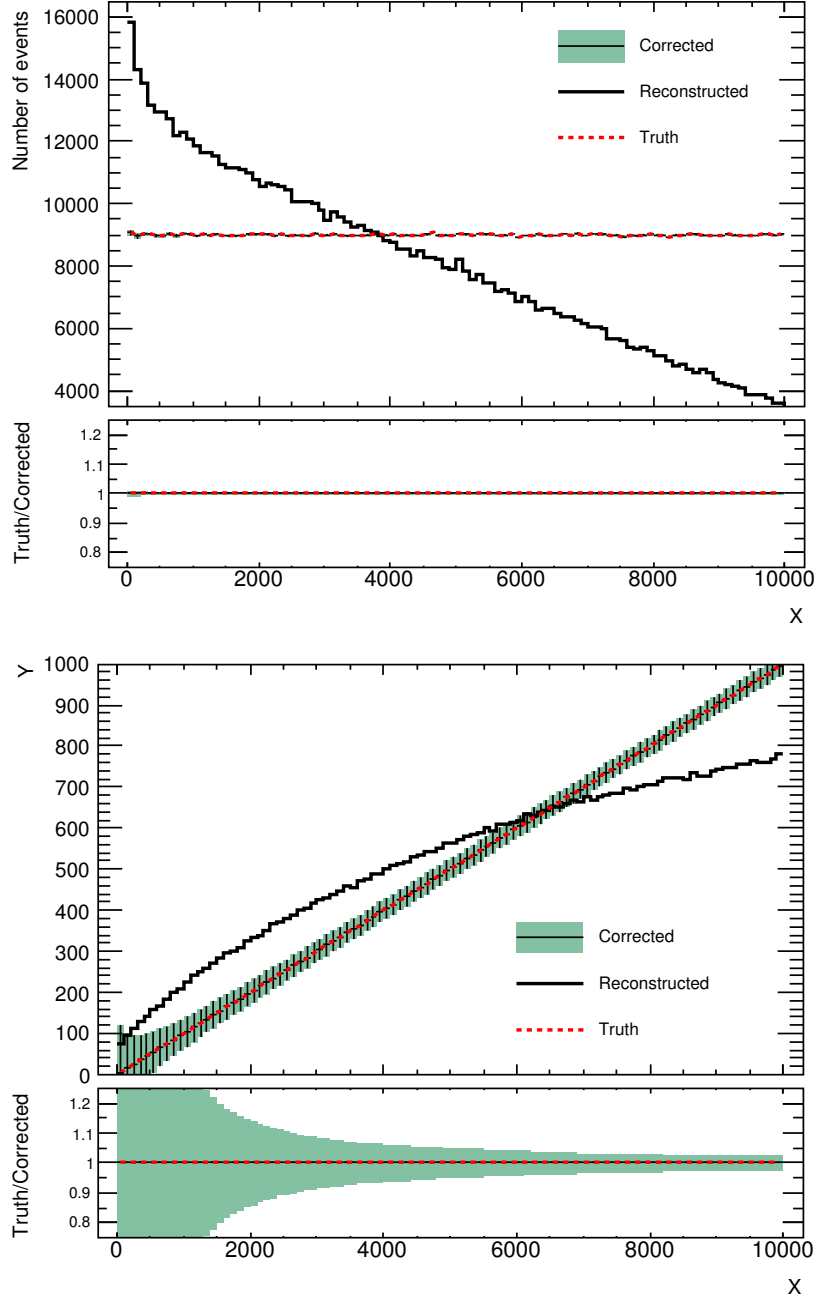 Number of events
16000
14000
12000
10000
8000
6000
4000
Corrected
Reconstructed
Truth
Truth/Corrected
1.2
1.1
1
0.9
0.8
0 2000 4000 6000 8000 10000
X
Y
1000
900
800
700
600
500
400
300
200
100
0
Corrected
Reconstructed
Truth
Truth/Corrected
1.2
1.1
1
0.9
0.8
0 2000 4000 6000 8000 10000
X